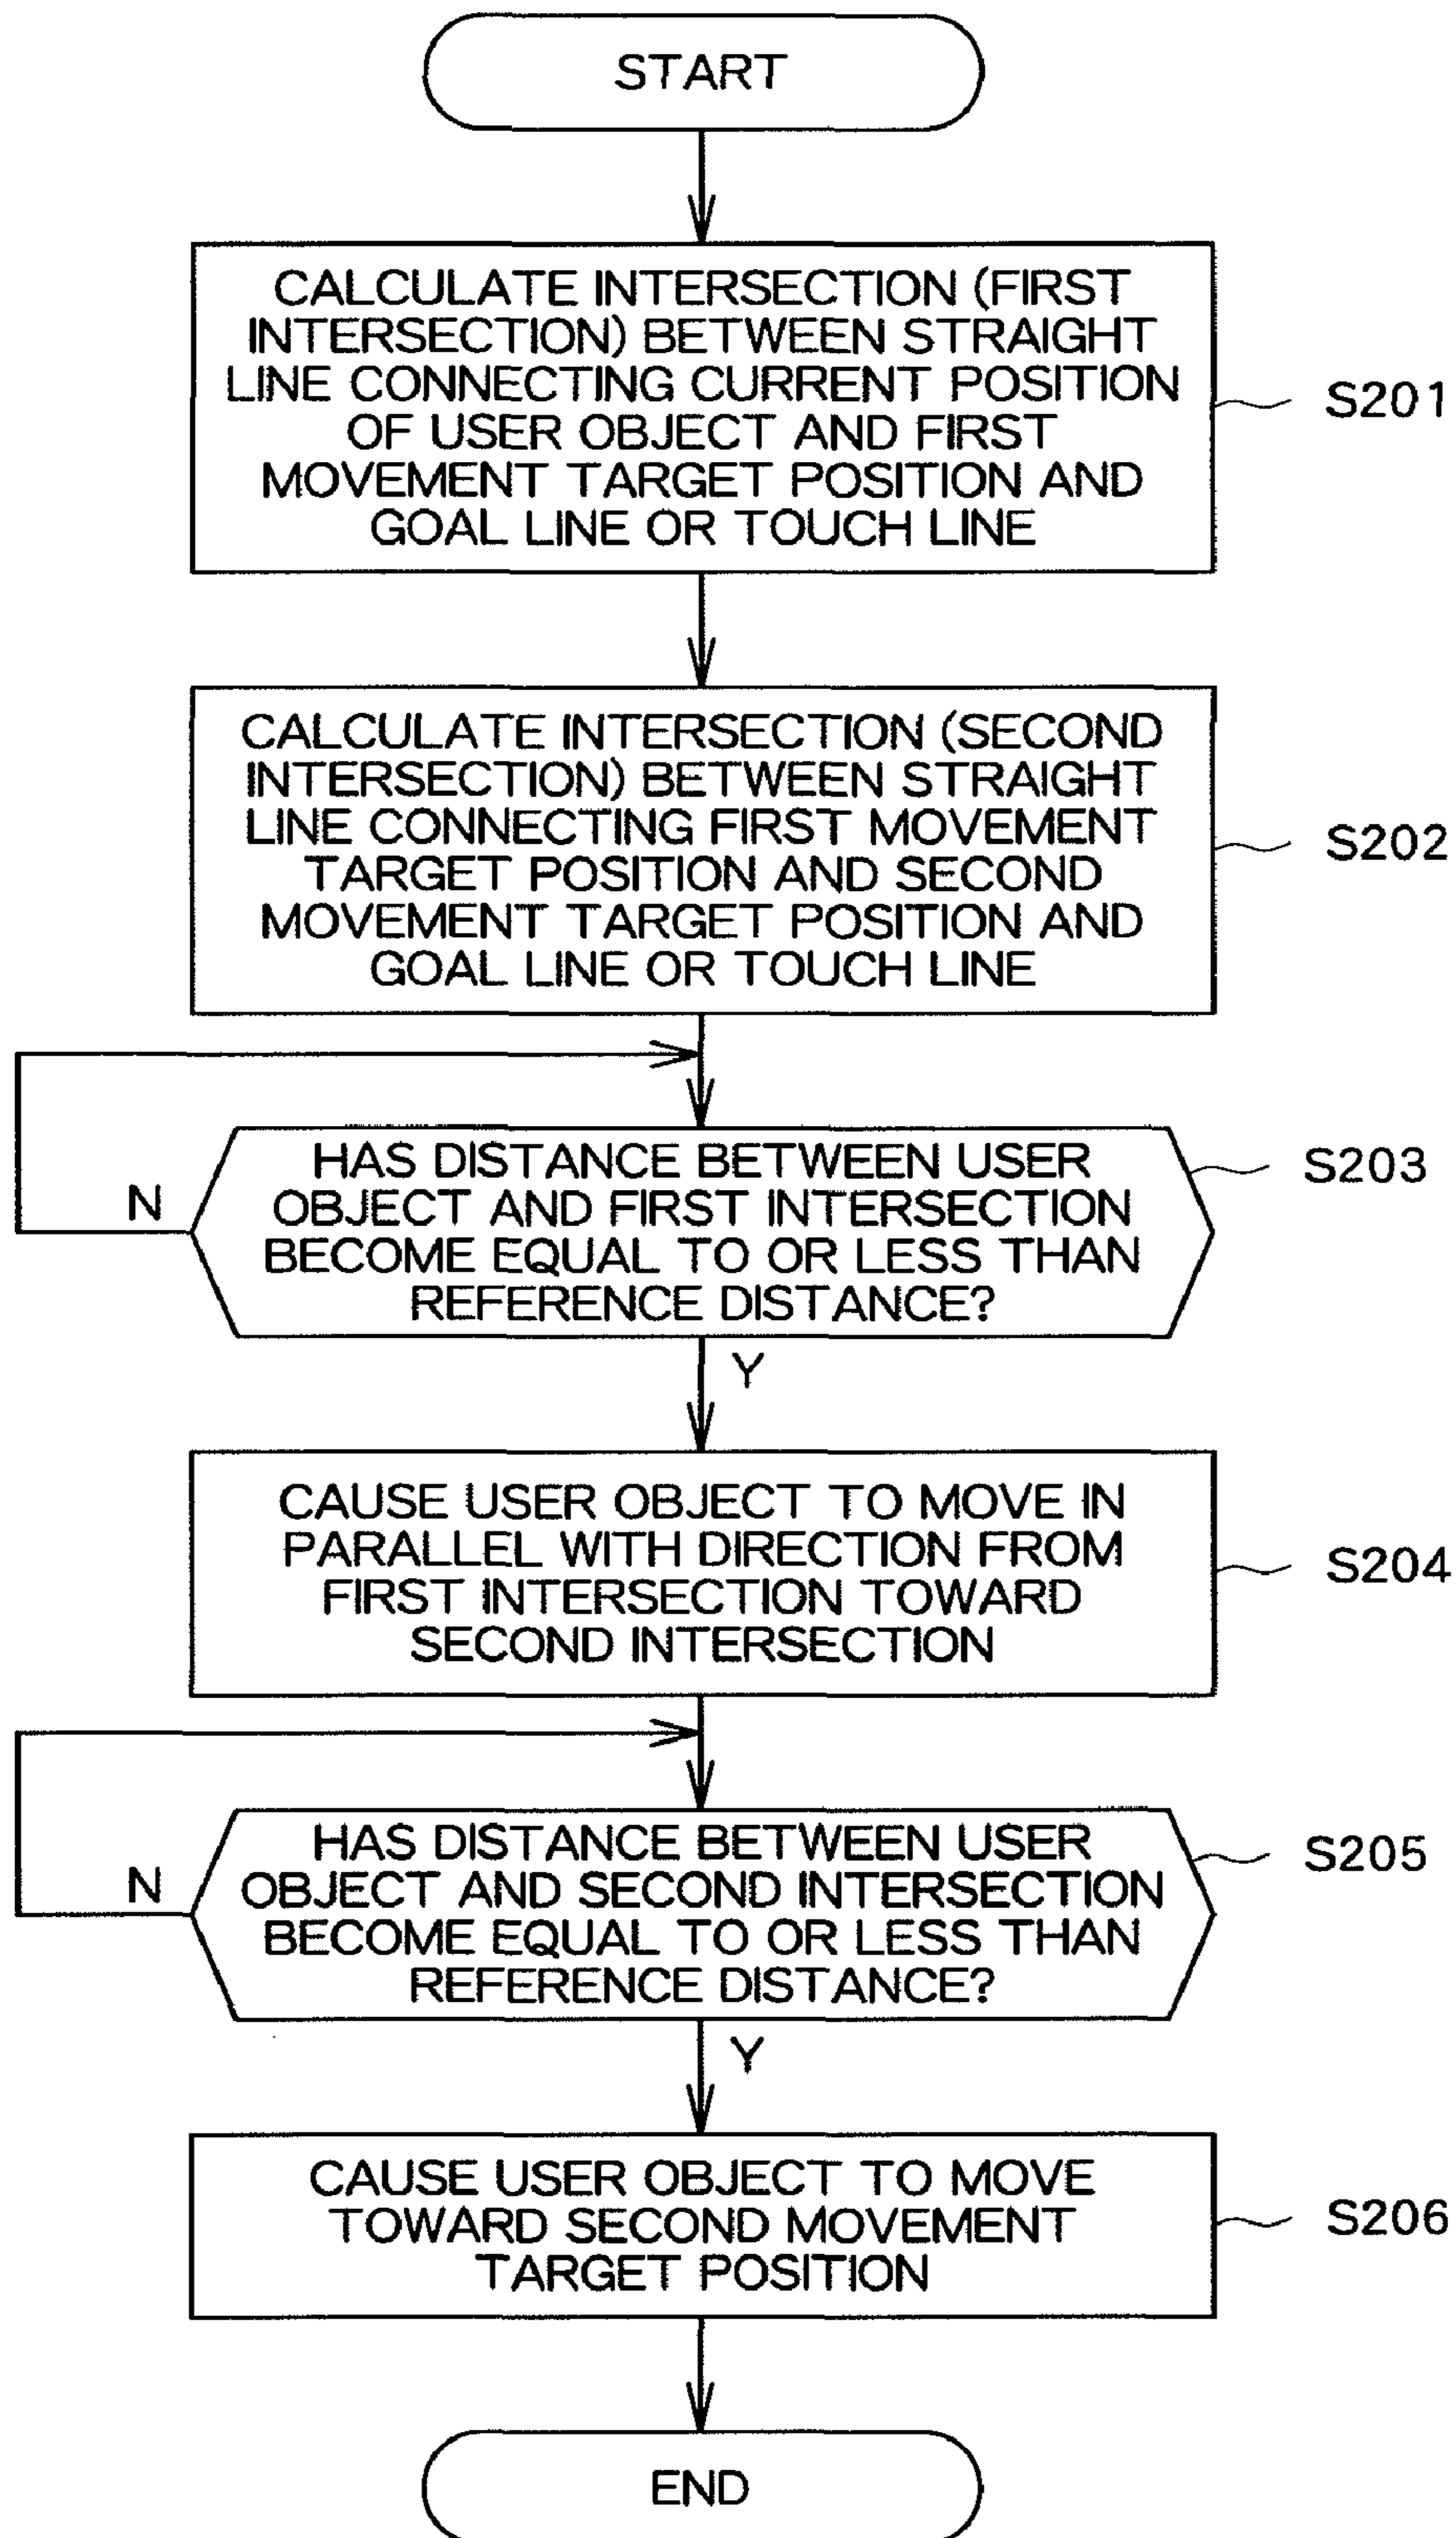 START
CALCULATE INTERSECTION (FIRST
INTERSECTION) BETWEEN STRAIGHT
LINE CONNECTING CURRENT POSITION
OF USER OBJECT AND FIRST
MOVEMENT TARGET POSITION AND
GOAL LINE OR TOUCH LINE
S201
CALCULATE INTERSECTION (SECOND
INTERSECTION) BETWEEN STRAIGHT
LINE CONNECTING FIRST MOVEMENT
TARGET POSITION AND SECOND
MOVEMENT TARGET POSITION AND
GOAL LINE OR TOUCH LINE
S202
HAS DISTANCE BETWEEN USER
OBJECT AND FIRST INTERSECTION
BECOME EQUAL TO OR LESS THAN
REFERENCE DISTANCE?
S203
N
Y
CAUSE USER OBJECT TO MOVE IN
PARALLEL WITH DIRECTION FROM
FIRST INTERSECTION TOWARD
SECOND INTERSECTION
S204
HAS DISTANCE BETWEEN USER
OBJECT AND SECOND INTERSECTION
BECOME EQUAL TO OR LESS THAN
REFERENCE DISTANCE?
S205
N
Y
CAUSE USER OBJECT TO MOVE
TOWARD SECOND MOVEMENT
TARGET POSITION
S206
END